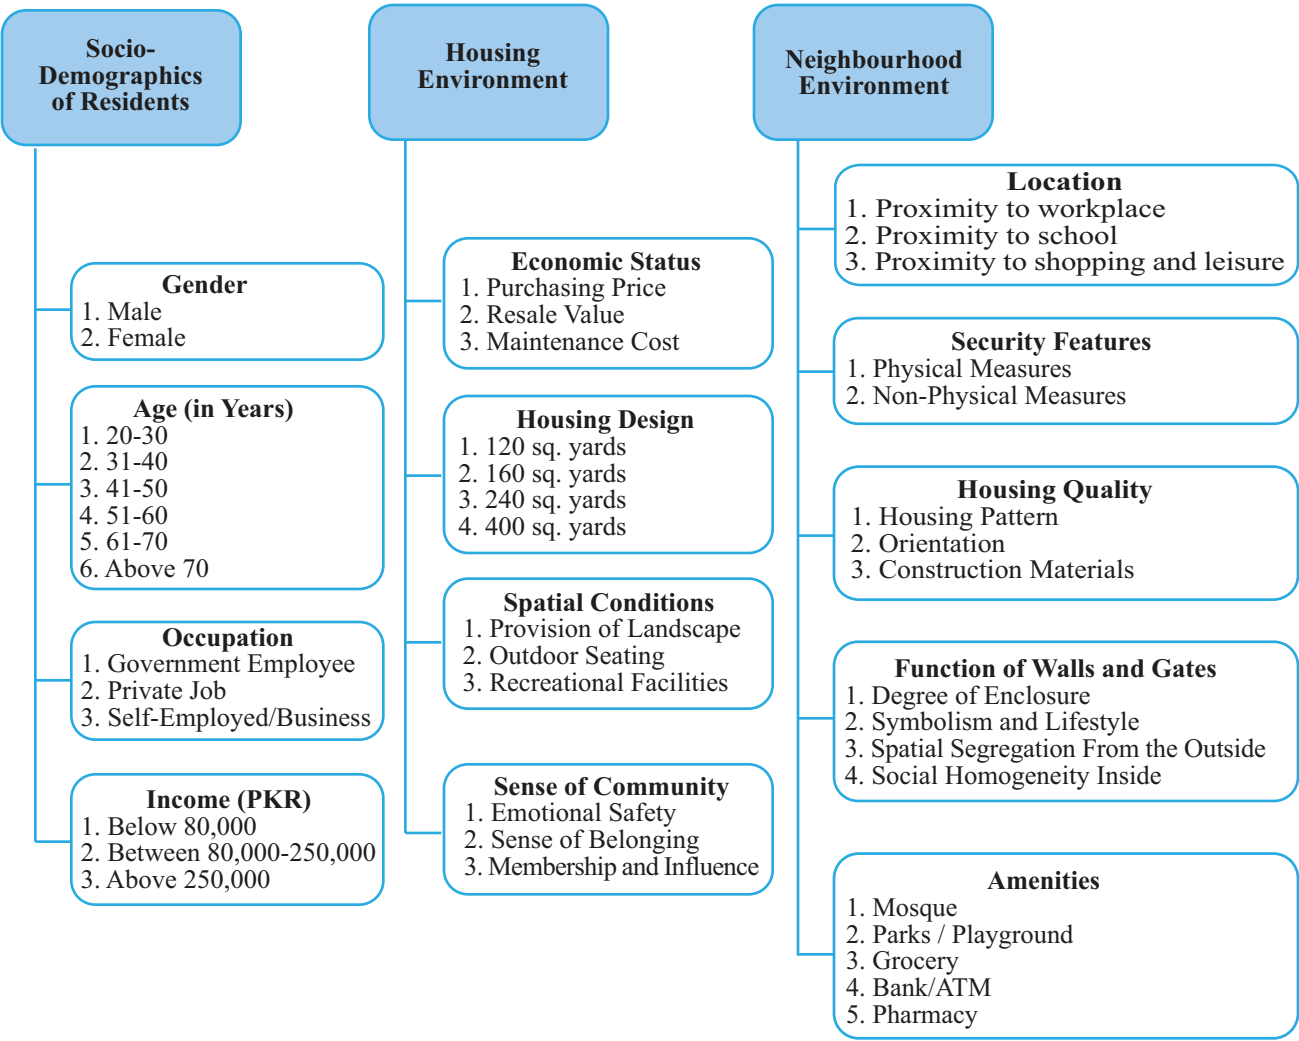 Socio-
Demographics
of Residents
Gender
1. Male
2. Female
Age (in Years)
1. 20-30
2. 31-40
3. 41-50
4. 51-60
5. 61-70
6. Above 70
Occupation
1. Government Employee
2. Private Job
3. Self-Employed/Business
Income (PKR)
1. Below 80,000
2. Between 80,000-250,000
3. Above 250,000
Housing
Environment
Economic Status
1. Purchasing Price
2. Resale Value
3. Maintenance Cost
Housing Design
1. 120 sq. yards
2. 160 sq. yards
3. 240 sq. yards
4. 400 sq. yards
Spatial Conditions
1. Provision of Landscape
2. Outdoor Seating
3. Recreational Facilities
Sense of Community
1. Emotional Safety
2. Sense of Belonging
3. Membership and Influence
Neighbourhood
Environment
Location
1. Proximity to workplace
2. Proximity to school
3. Proximity to shopping and leisure
Security Features
1. Physical Measures
2. Non-Physical Measures
Housing Quality
1. Housing Pattern
2. Orientation
3. Construction Materials
Function of Walls and Gates
1. Degree of Enclosure
2. Symbolism and Lifestyle
3. Spatial Segregation From the Outside
4. Social Homogeneity Inside
Amenities
1. Mosque
2. Parks / Playground
3. Grocery
4. Bank/ATM
5. Pharmacy